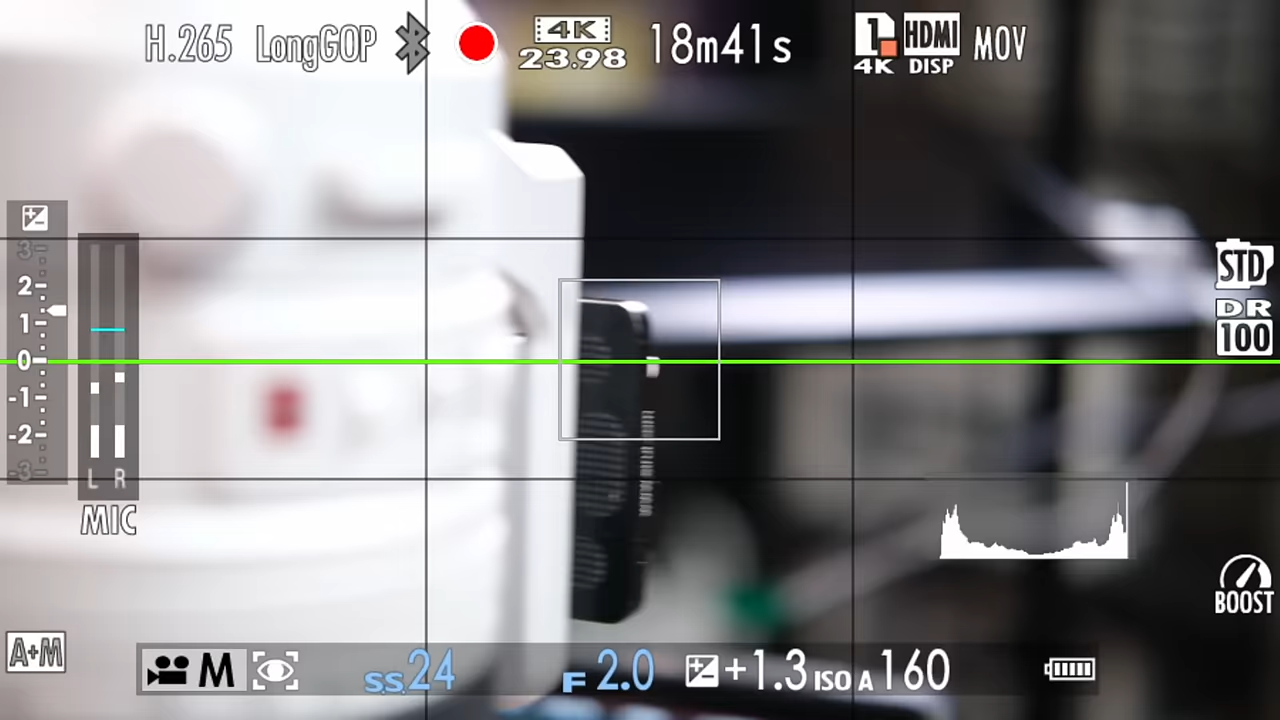 H.265 LongGOP 4K 23.98 18m41s 1 4K HDMI DISP MOV
3
2
1
0
-1
-2
-3
L R
MIC
STD
DR
100
BOOST
A+M
M SS 24 F 2.0 +1.3 ISO A 160